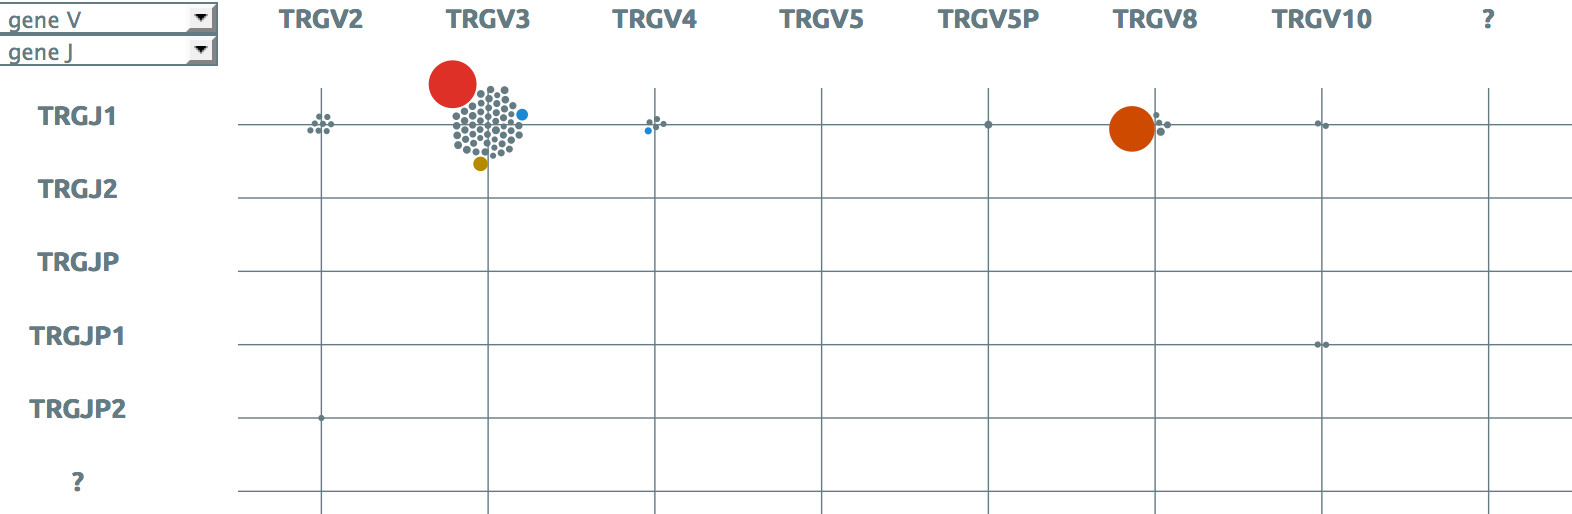 gene V
gene J
TRGV2 TRGV3 TRGV4 TRGV5 TRGV5P TRGV8 TRGV10 ?
TRGJ1
TRGJ2
TRGJP
TRGJP1
TRGJP2
?